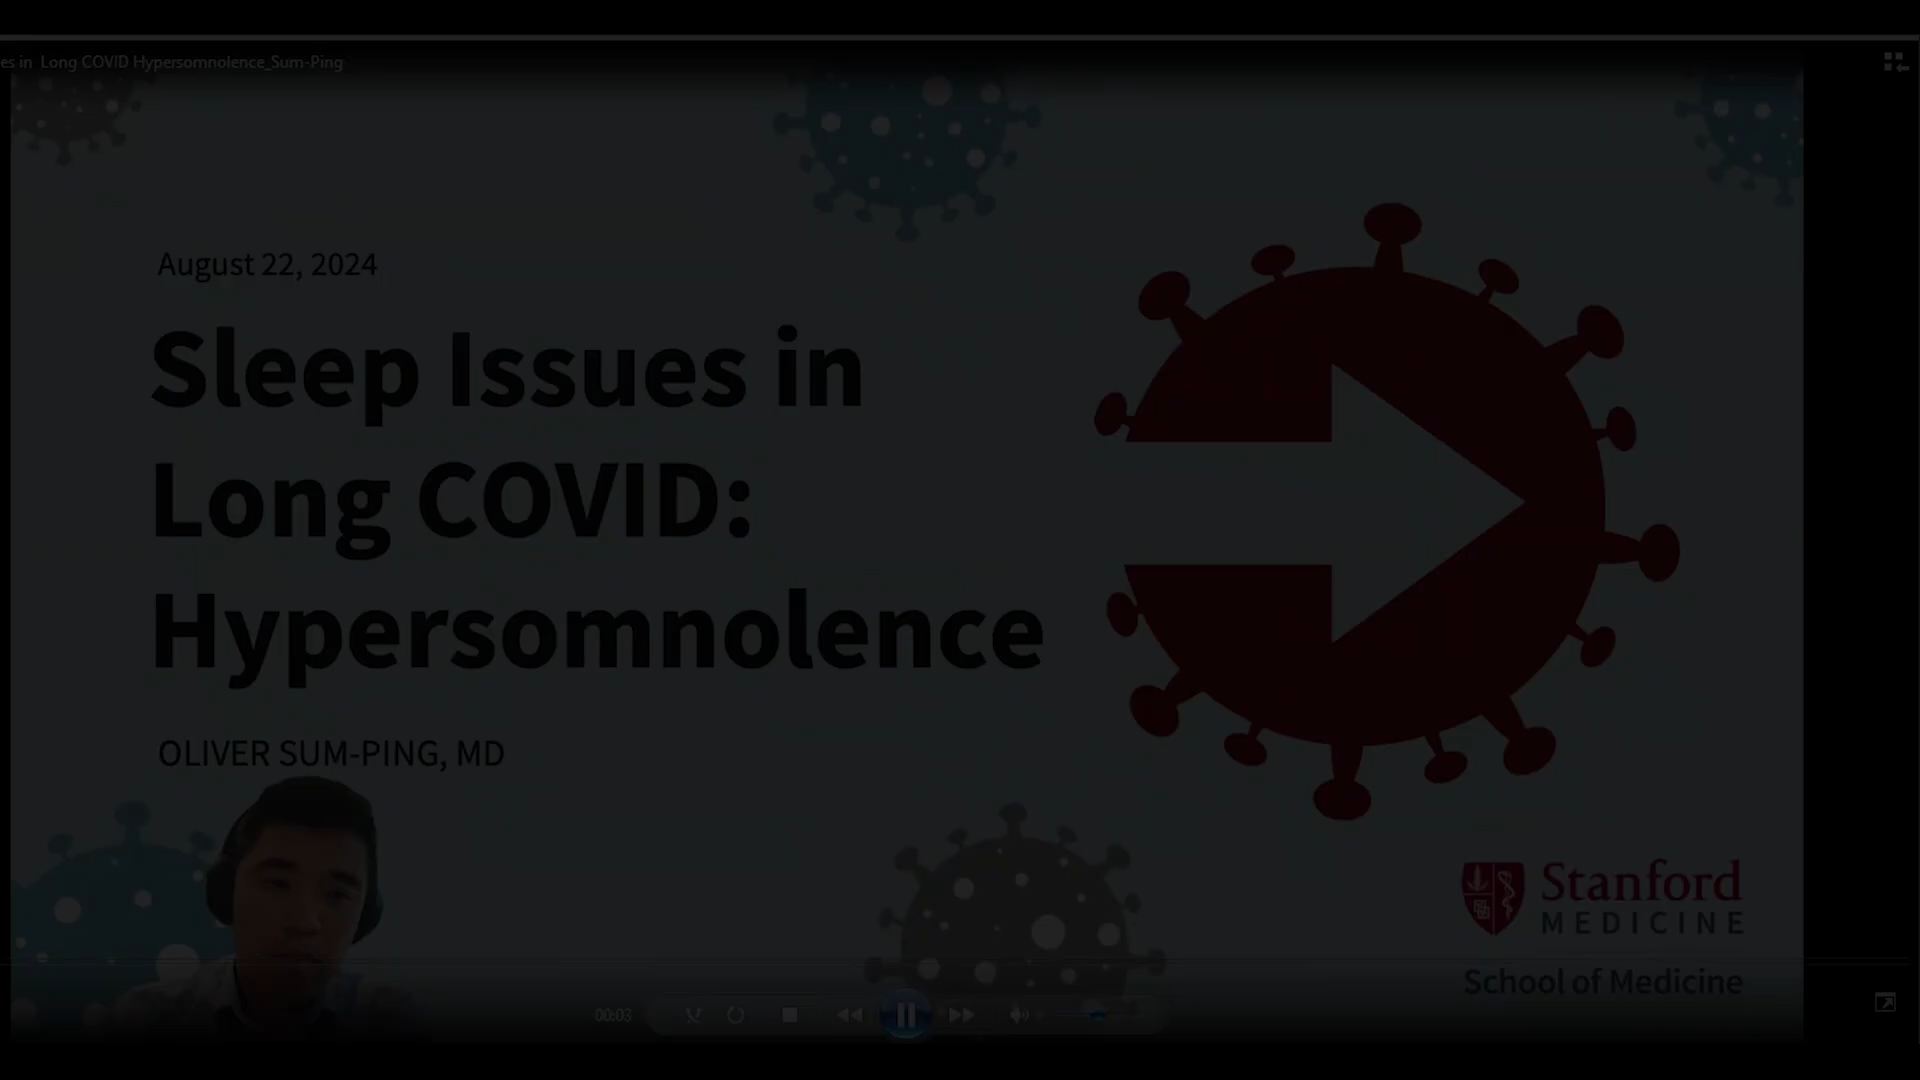 es in Long COVID Hypersomnolence_Sum-Ping
August 22, 2024
Sleep Issues in
Long COVID:
Hypersomnolence
OLIVER SUM-PING, MD
Stanford
MEDICINE
School of Medicine
00:03